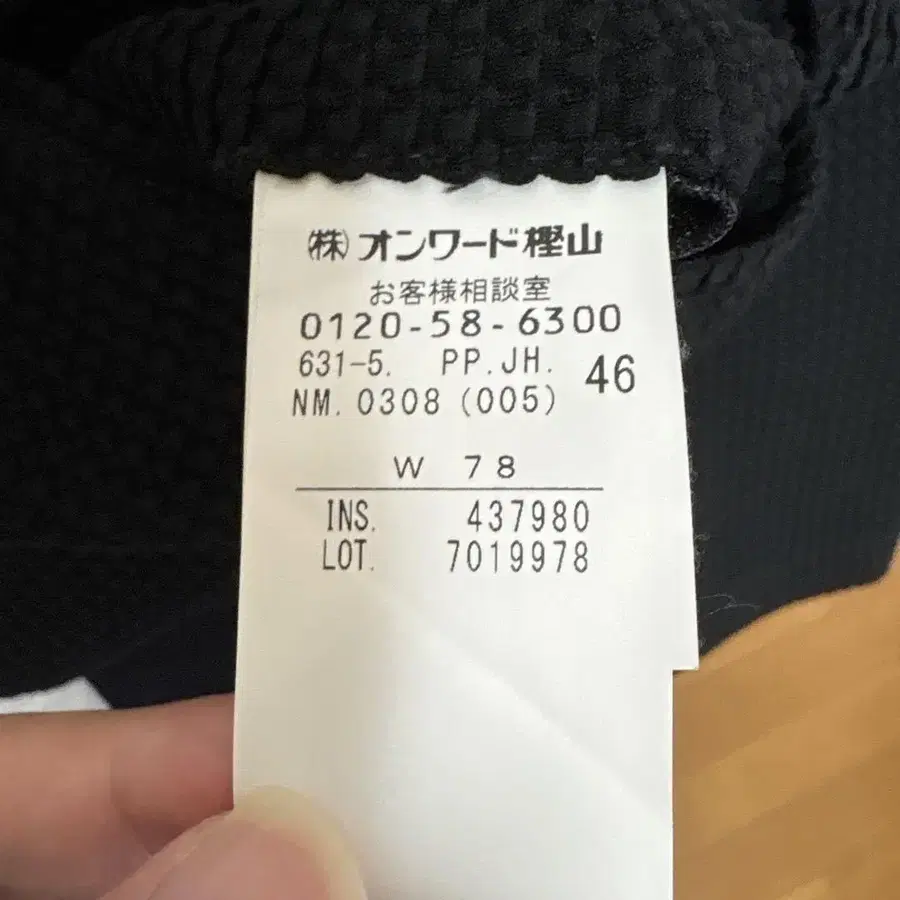 ㈱オンワード樫山
お客様相談室
0120-58-6300
631-5. PP.JH. 46
NM. 0308 (005)
W 78
INS. 437980
LOT. 7019978